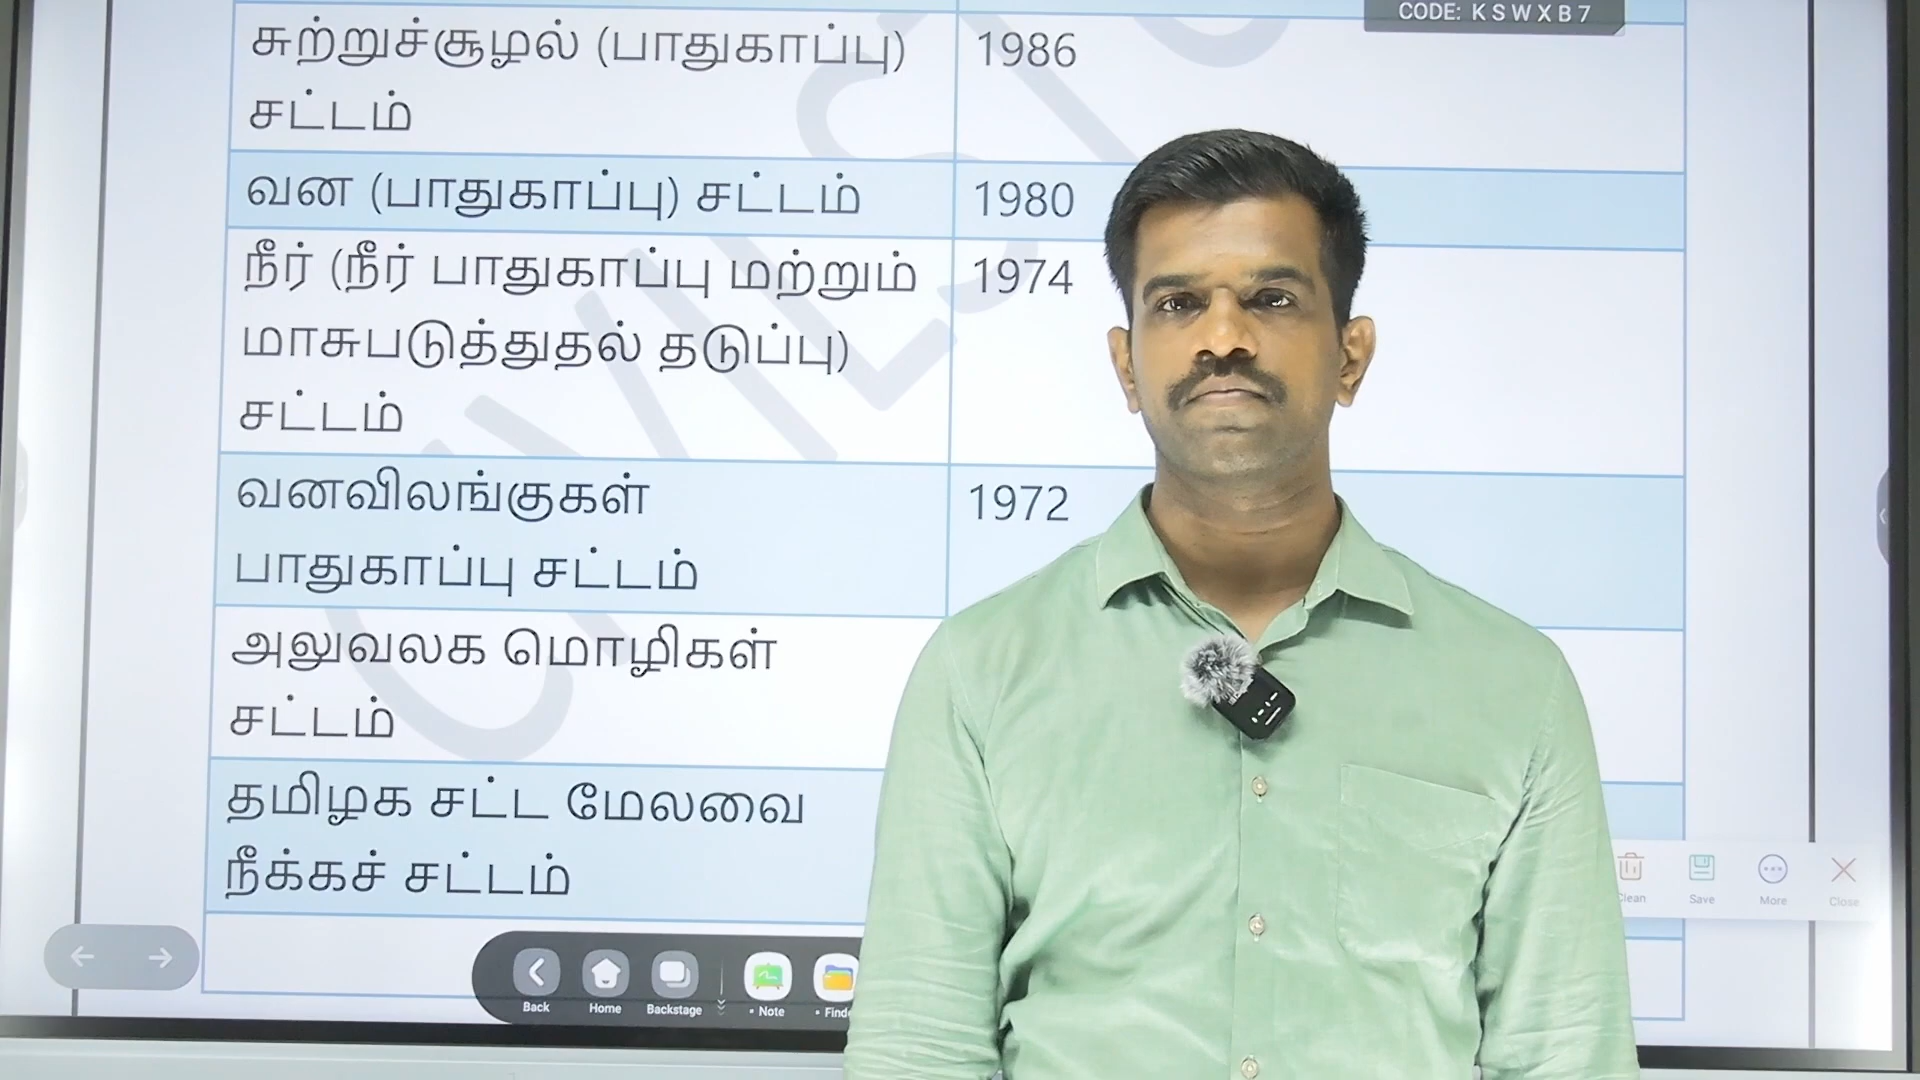 CODE: KSWXB7
சுற்றுச்சூழல் (பாதுகாப்பு) 1986
சட்டம்
வன (பாதுகாப்பு) சட்டம் 1980
நீர் (நீர் பாதுகாப்பு மற்றும் 1974
மாசுபடுத்துதல் தடுப்பு)
சட்டம்
வனவிலங்குகள் 1972
பாதுகாப்பு சட்டம்
அலுவலக மொழிகள்
சட்டம்
தமிழக சட்ட மேலவை
நீக்கச் சட்டம்
Clean Save More Close
Back Home Backstage Note